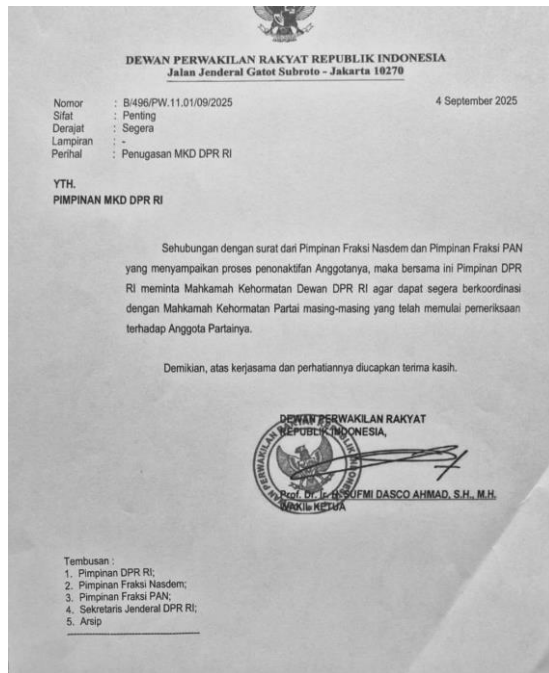 DEWAN PERWAKILAN RAKYAT REPUBLIK INDONESIA
Jalan Jenderal Gatot Subroto - Jakarta 10270
Nomor : B/496/PW.11.01/09/2025 4 September 2025
Sifat : Penting
Derajat : Segera
Lampiran : -
Perihal : Penugasan MKD DPR RI
YTH.
PIMPINAN MKD DPR RI
Sehubungan dengan surat dari Pimpinan Fraksi Nasdem dan Pimpinan Fraksi PAN
yang menyampaikan proses penonaktifan Anggotanya, maka bersama ini Pimpinan DPR
RI meminta Mahkamah Kehormatan Dewan DPR RI agar dapat segera berkoordinasi
dengan Mahkamah Kehormatan Partai masing-masing yang telah memulai pemeriksaan
terhadap Anggota Partainya.
Demikian, atas kerjasama dan perhatiannya diucapkan terima kasih.
DEWAN PERWAKILAN RAKYAT
REPUBLIK INDONESIA,
Prof. Dr. Ir. H. SUFMI DASCO AHMAD, S.H., M.H.
WAKIL KETUA
Tembusan :
1. Pimpinan DPR RI;
2. Pimpinan Fraksi Nasdem;
3. Pimpinan Fraksi PAN;
4. Sekretaris Jenderal DPR RI;
5. Arsip